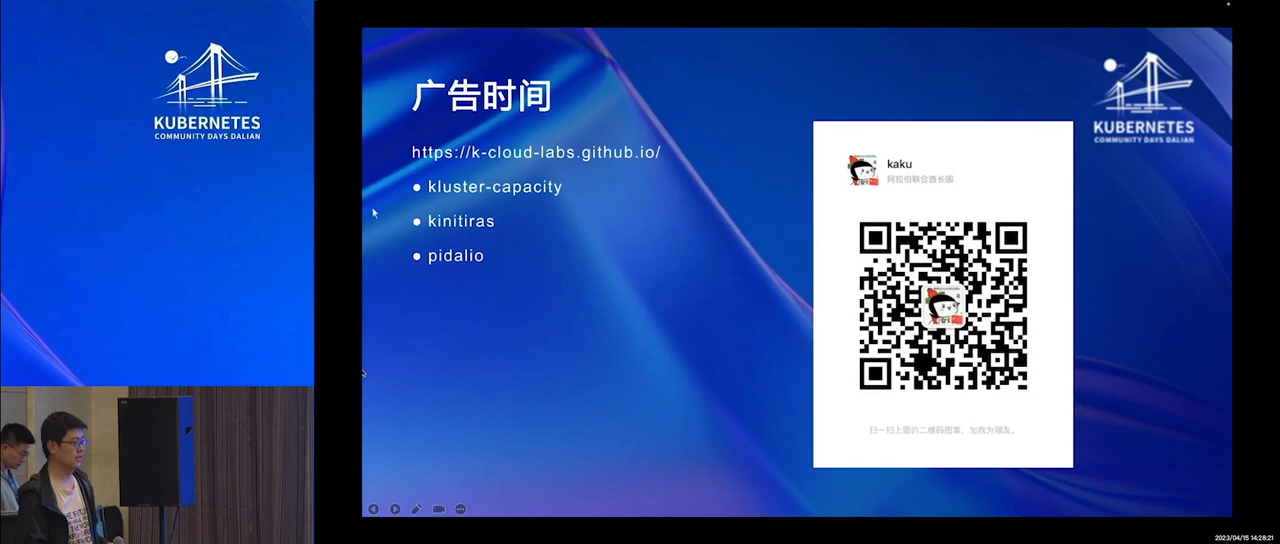 KUBERNETES
COMMUNITY DAYS DALIAN
广告时间
https://k-cloud-labs.github.io/
● kluster-capacity
● kinitiras
● pidalio
KUBERNETES
COMMUNITY DAYS DALIAN
kaku
阿拉伯联合酋长国
扫一扫上面的二维码图案，加我为朋友。
2023/04/15 14:28:21